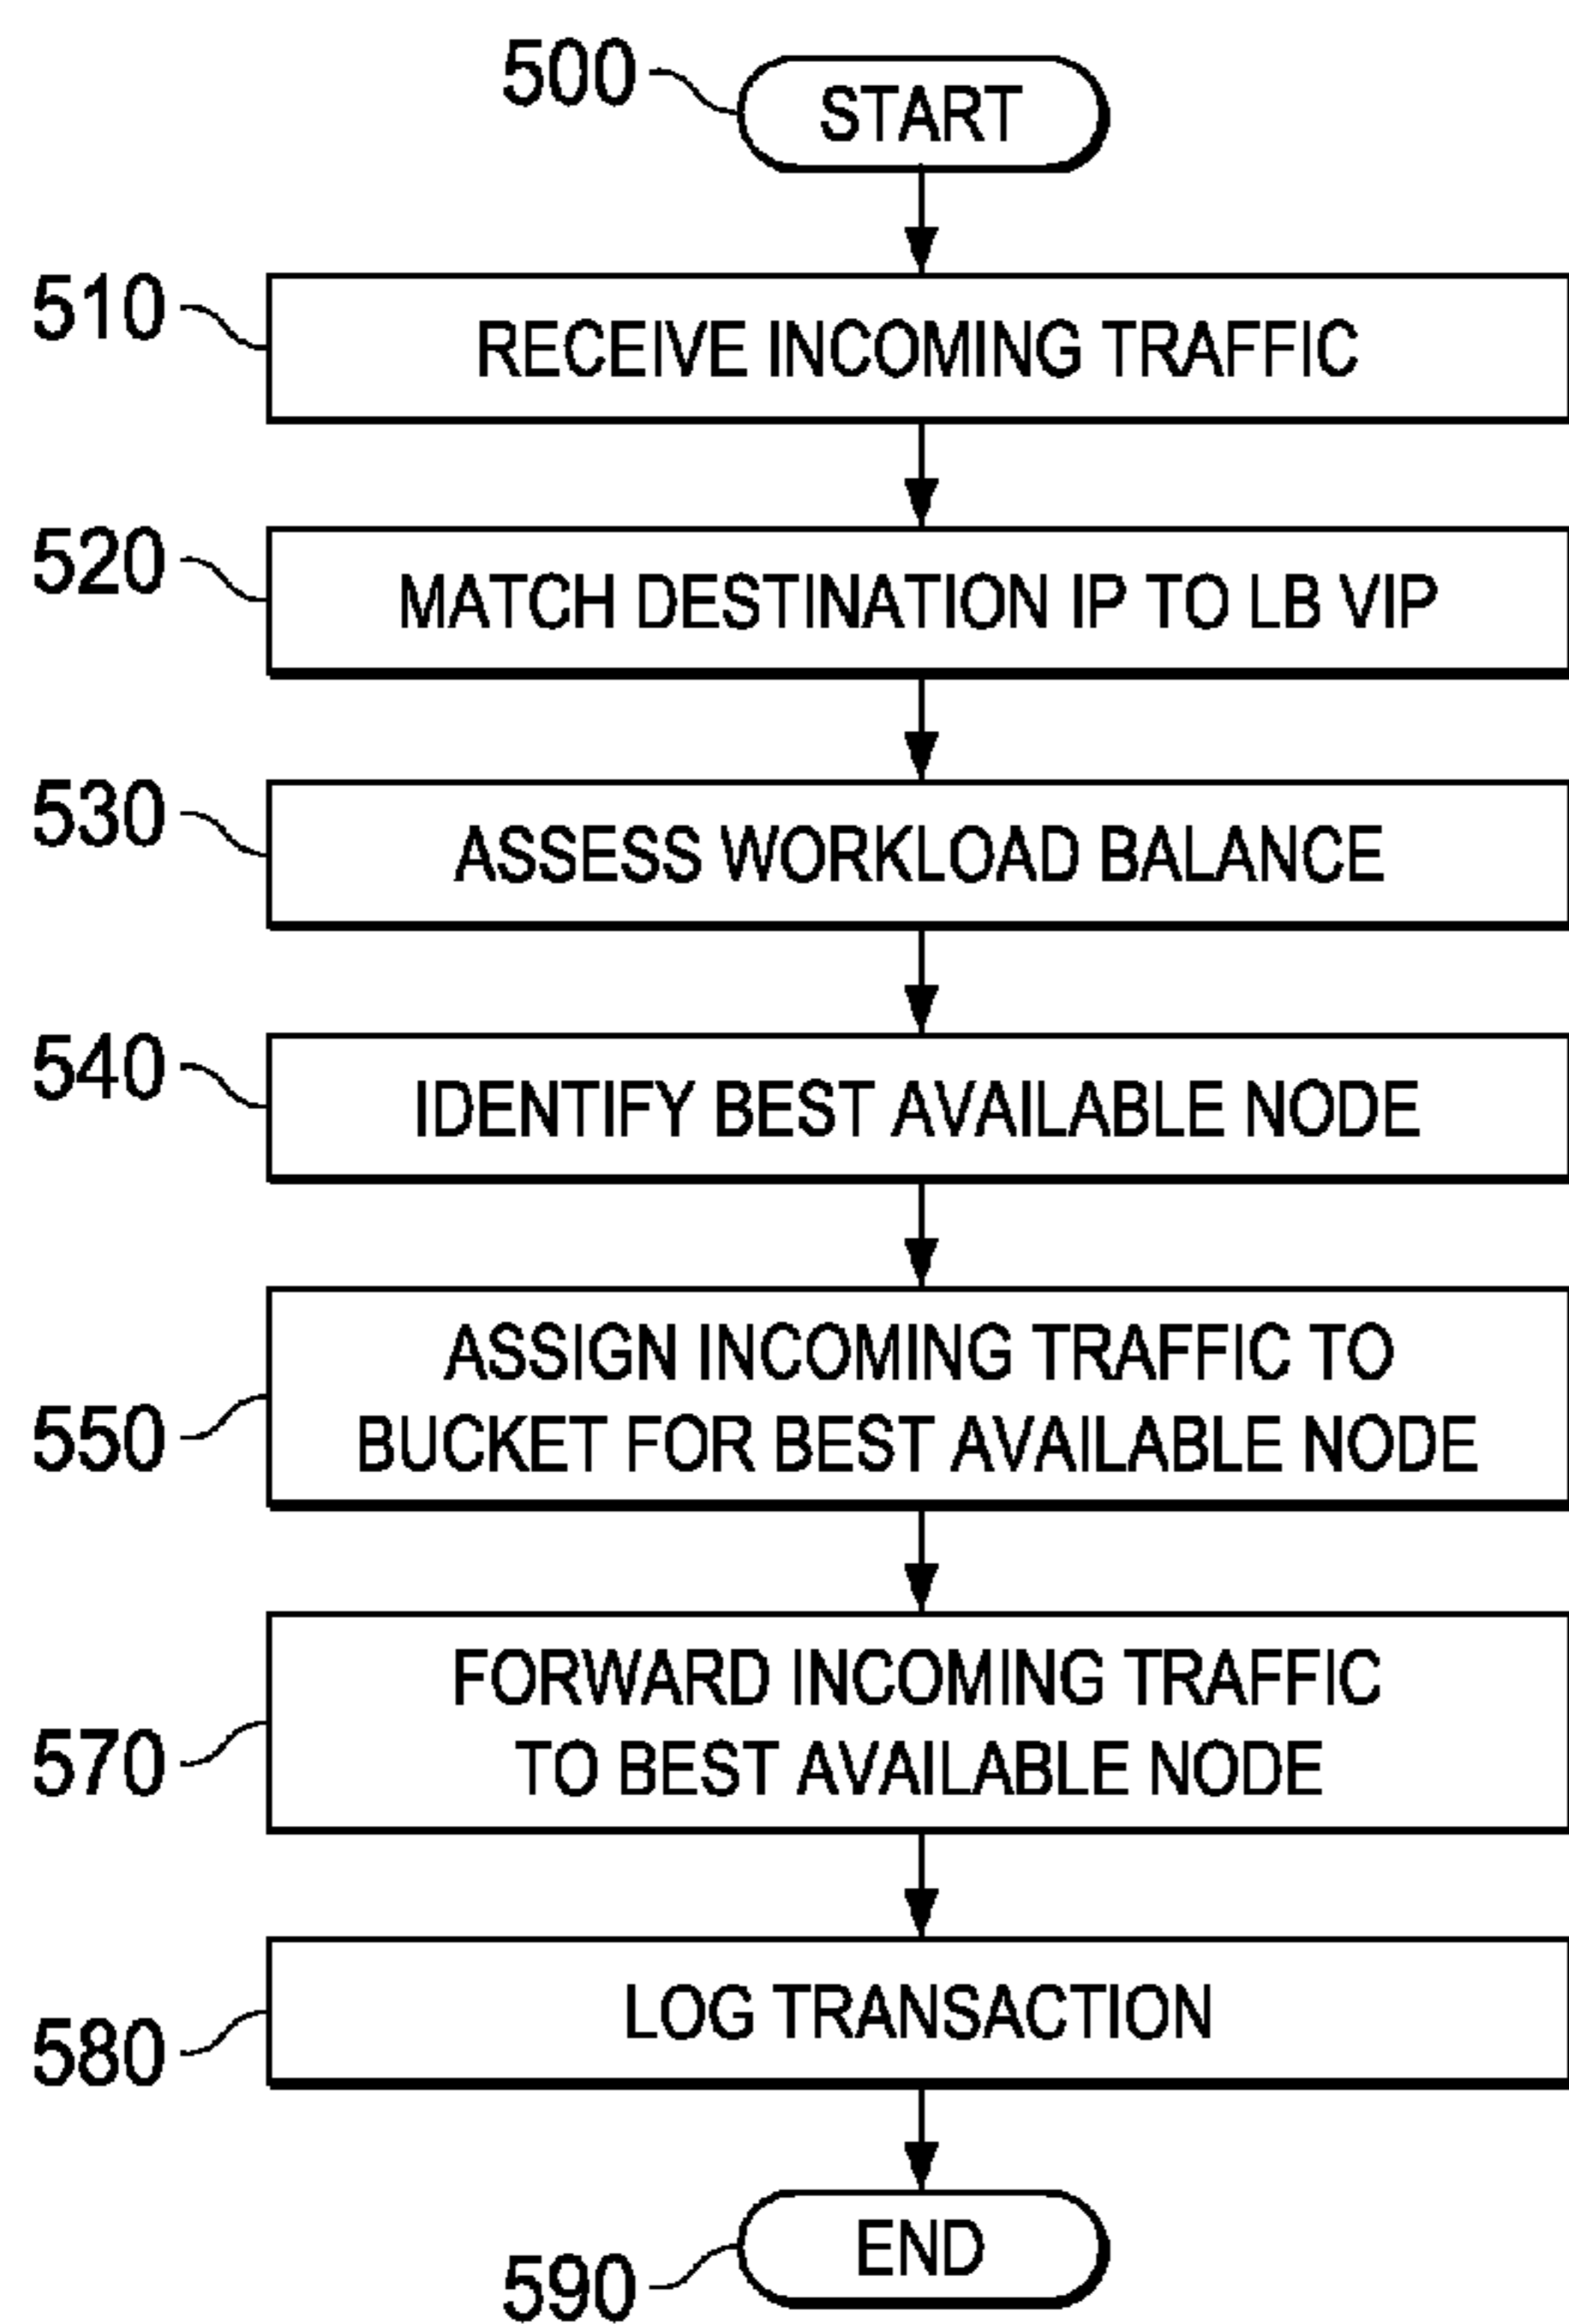 500
START
510
RECEIVE INCOMING TRAFFIC
520
MATCH DESTINATION IP TO LB VIP
530
ASSESS WORKLOAD BALANCE
540
IDENTIFY BEST AVAILABLE NODE
550
ASSIGN INCOMING TRAFFIC TO
BUCKET FOR BEST AVAILABLE NODE
570
FORWARD INCOMING TRAFFIC
TO BEST AVAILABLE NODE
580
LOG TRANSACTION
590
END